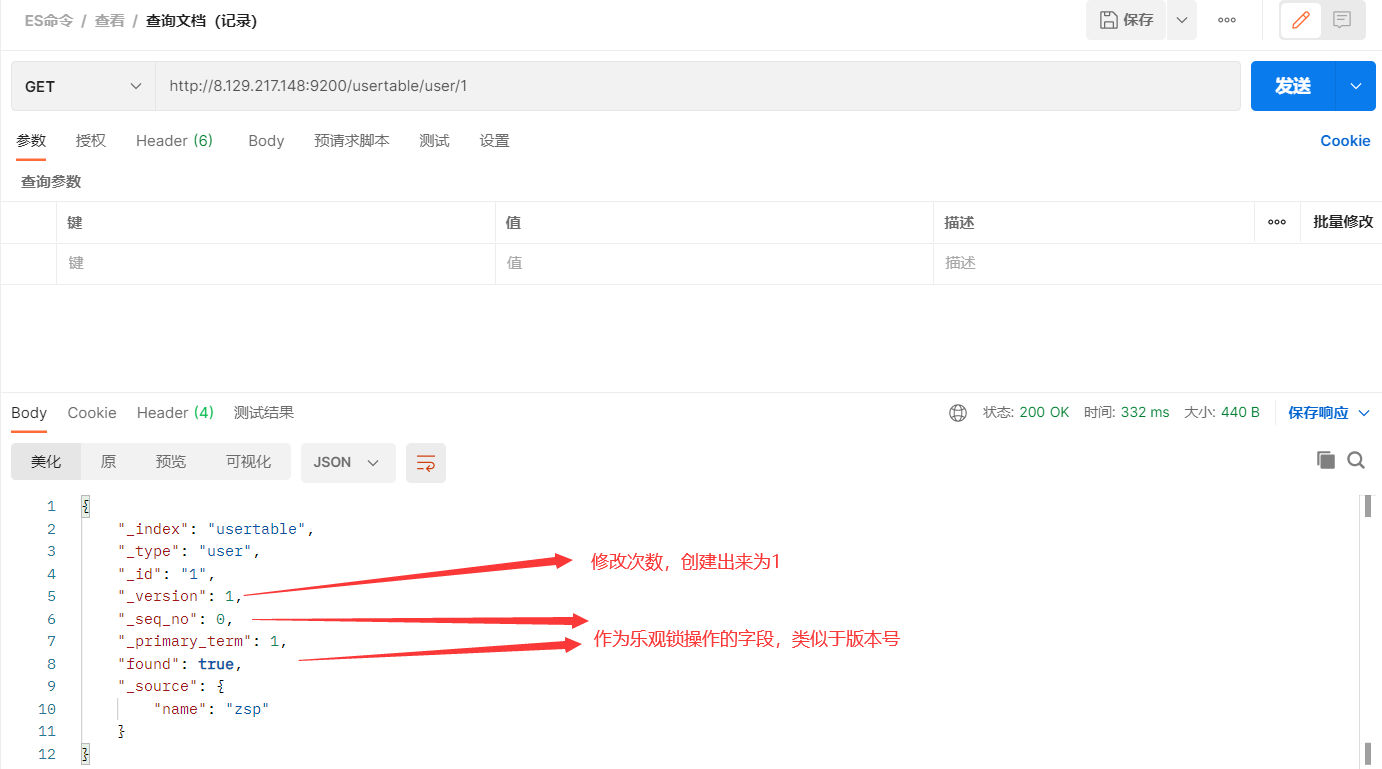 ES命令 / 查看 / 查询文档（记录）
保存
GET
http://8.129.217.148:9200/usertable/user/1
发送
参数 授权 Header (6) Body 预请求脚本 测试 设置 Cookie
查询参数
键 值 描述 批量修改
键 值 描述
Body Cookie Header (4) 测试结果 状态: 200 OK 时间: 332 ms 大小: 440 B 保存响应
美化 原 预览 可视化 JSON
1 {
2 "_index": "usertable",
3 "_type": "user",
4 "_id": "1",
修改次数，创建出来为1
5 "_version": 1,
6 "_seq_no": 0,
作为乐观锁操作的字段，类似于版本号
7 "_primary_term": 1,
8 "found": true,
9 "_source": {
10 "name": "zsp"
11 }
12 }